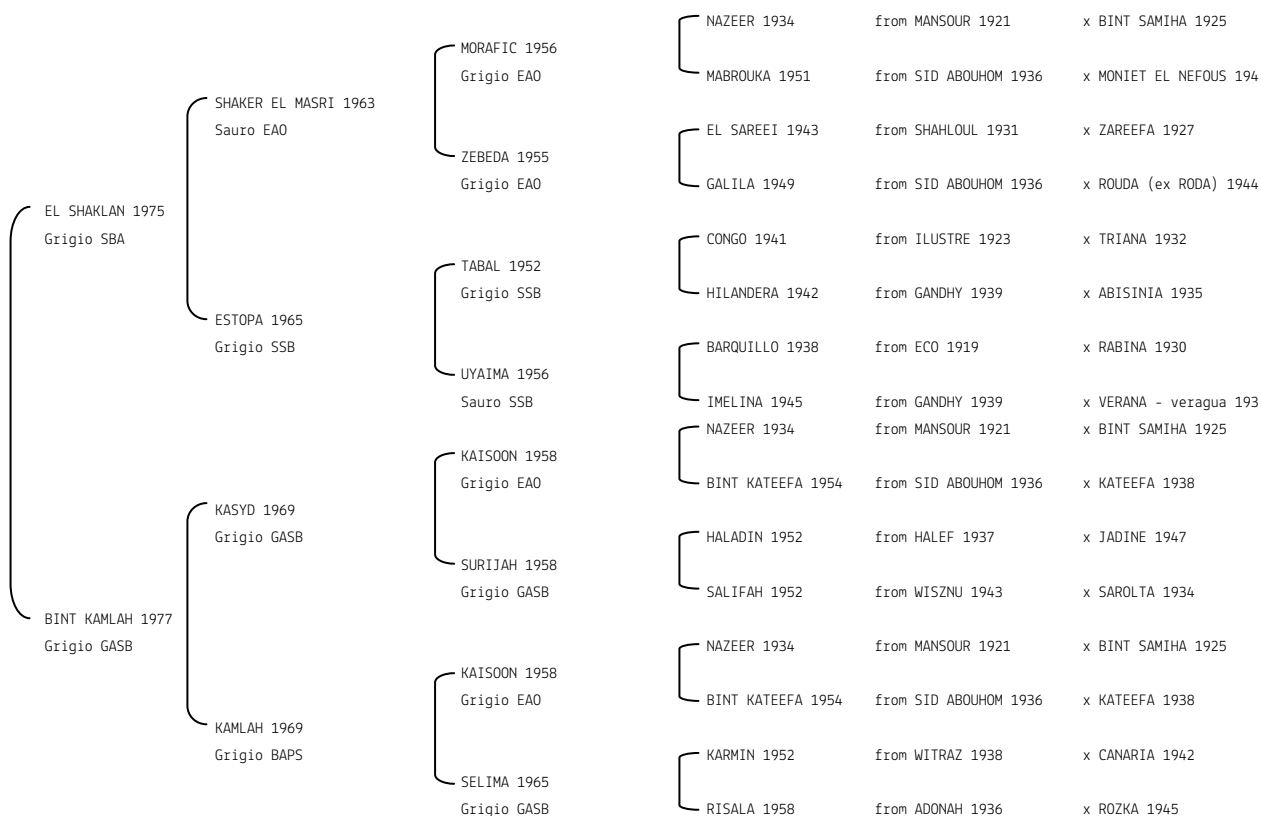 NAZEER 1934 from MANSOUR 1921 x BINT SAMIHA 1925
MORAFIC 1956
Grigio EAO
MABROUKA 1951 from SID ABOUHOM 1936 x MONIET EL NEFOUS 194
SHAKER EL MASRI 1963
Sauro EAO
EL SAREEI 1943 from SHAHLOUL 1931 x ZAREEFA 1927
ZEBEDA 1955
Grigio EAO
GALILA 1949 from SID ABOUHOM 1936 x ROUDA (ex RODA) 1944
EL SHAKLAN 1975
Grigio SBA
CONGO 1941 from ILUSTRE 1923 x TRIANA 1932
TABAL 1952
Grigio SSB
HILANDERA 1942 from GANDHY 1939 x ABISINIA 1935
ESTOPA 1965
Grigio SSB
BARQUILLO 1938 from ECO 1919 x RABINA 1930
UYAIMA 1956
Sauro SSB
IMELINA 1945 from GANDHY 1939 x VERANA - veragua 193
NAZEER 1934 from MANSOUR 1921 x BINT SAMIHA 1925
KAISOON 1958
Grigio EAO
BINT KATEEFA 1954 from SID ABOUHOM 1936 x KATEEFA 1938
KASYD 1969
Grigio GASB
HALADIN 1952 from HALEF 1937 x JADINE 1947
SURIJAH 1958
Grigio GASB
SALIFAH 1952 from WISZNU 1943 x SAROLTA 1934
BINT KAMLAH 1977
Grigio GASB
NAZEER 1934 from MANSOUR 1921 x BINT SAMIHA 1925
KAISOON 1958
Grigio EAO
BINT KATEEFA 1954 from SID ABOUHOM 1936 x KATEEFA 1938
KAMLAH 1969
Grigio BAPS
KARMIN 1952 from WITRAZ 1938 x CANARIA 1942
SELIMA 1965
Grigio GASB
RISALA 1958 from ADONAH 1936 x ROZKA 1945